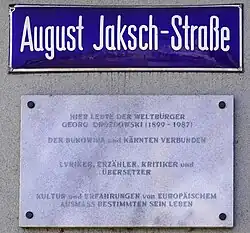 August Jaksch-Straße
HIER LEBTE DER WELTBÜRGER
GEORG DROZDOWSKI (1899 - 1987)
DER BUKOWINA UND KÄRNTEN VERBUNDEN
LYRIKER, ERZÄHLER, KRITIKER und
ÜBERSETZER
KULTUR und ERFAHRUNGEN von EUROPÄISCHEM
AUSMASS BESTIMMTEN SEIN LEBEN